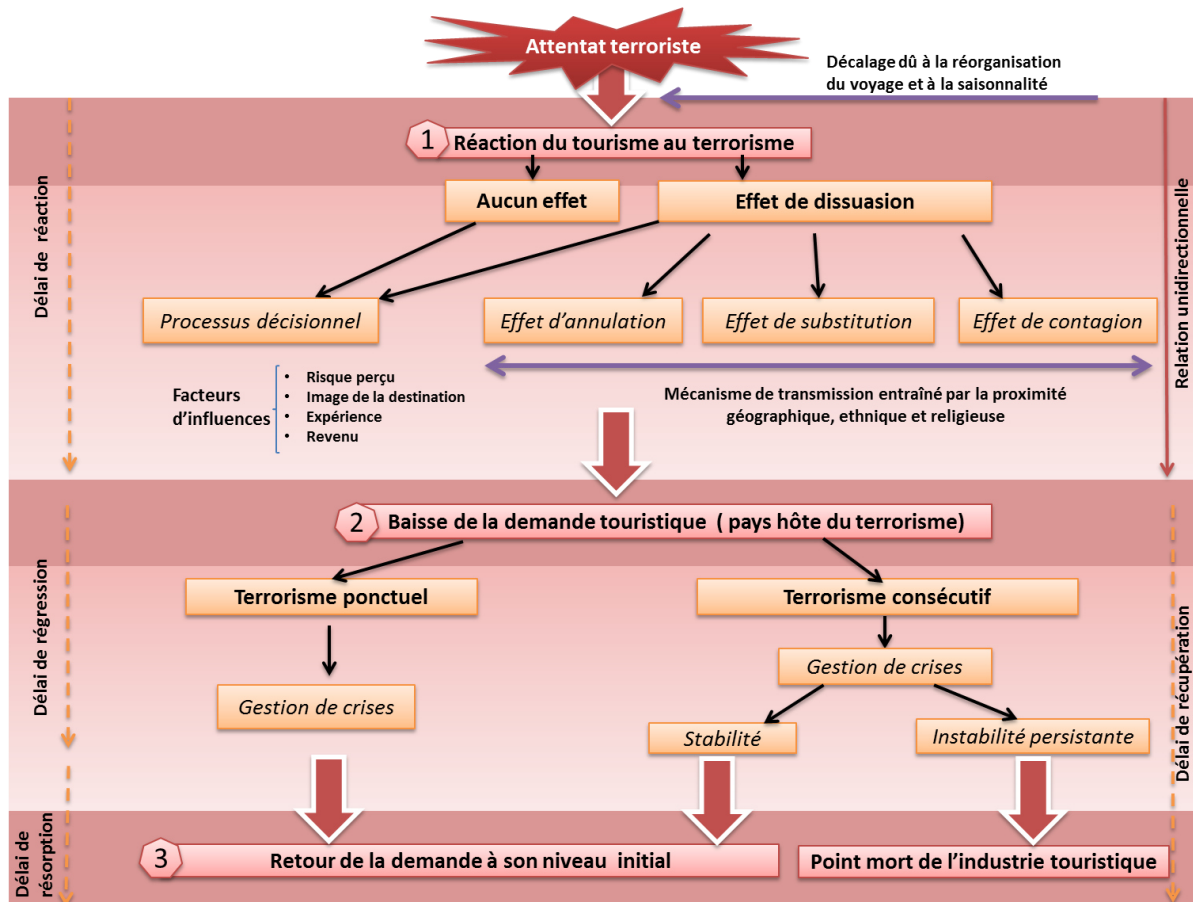 Attentat terroriste
Décalage dû à la réorganisation
du voyage et à la saisonnalité
1
Réaction du tourisme au terrorisme
Aucun effet
Effet de dissuasion
Délai de réaction
Relation unidirectionnelle
Processus décisionnel
Effet d'annulation
Effet de substitution
Effet de contagion
Facteurs
d'influences
• Risque perçu
• Image de la destination
• Expérience
• Revenu
Mécanisme de transmission entraîné par la proximité
géographique, ethnique et religieuse
2
Baisse de la demande touristique ( pays hôte du terrorisme)
Délai de régression
Délai de récupération
Terrorisme ponctuel
Terrorisme consécutif
Gestion de crises
Gestion de crises
Stabilité
Instabilité persistante
Délai de
résorption
3
Retour de la demande à son niveau initial
Point mort de l'industrie touristique